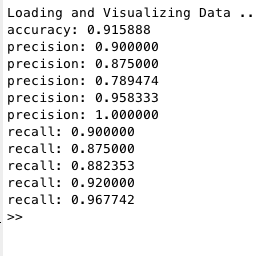 Loading and Visualizing Data ..
accuracy: 0.915888
precision: 0.900000
precision: 0.875000
precision: 0.789474
precision: 0.958333
precision: 1.000000
recall: 0.900000
recall: 0.875000
recall: 0.882353
recall: 0.920000
recall: 0.967742
>>